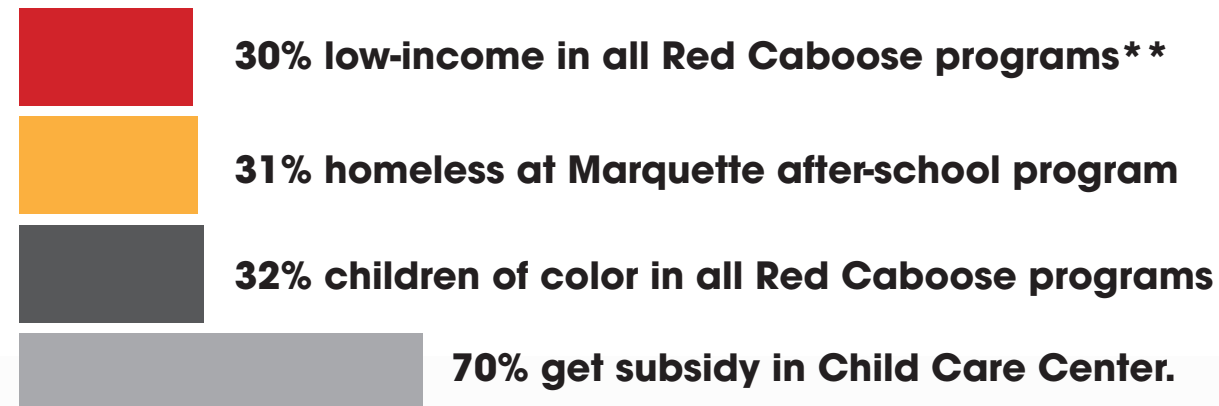 30% low-income in all Red Caboose programs**
31% homeless at Marquette after-school program
32% children of color in all Red Caboose programs
70% get subsidy in Child Care Center.